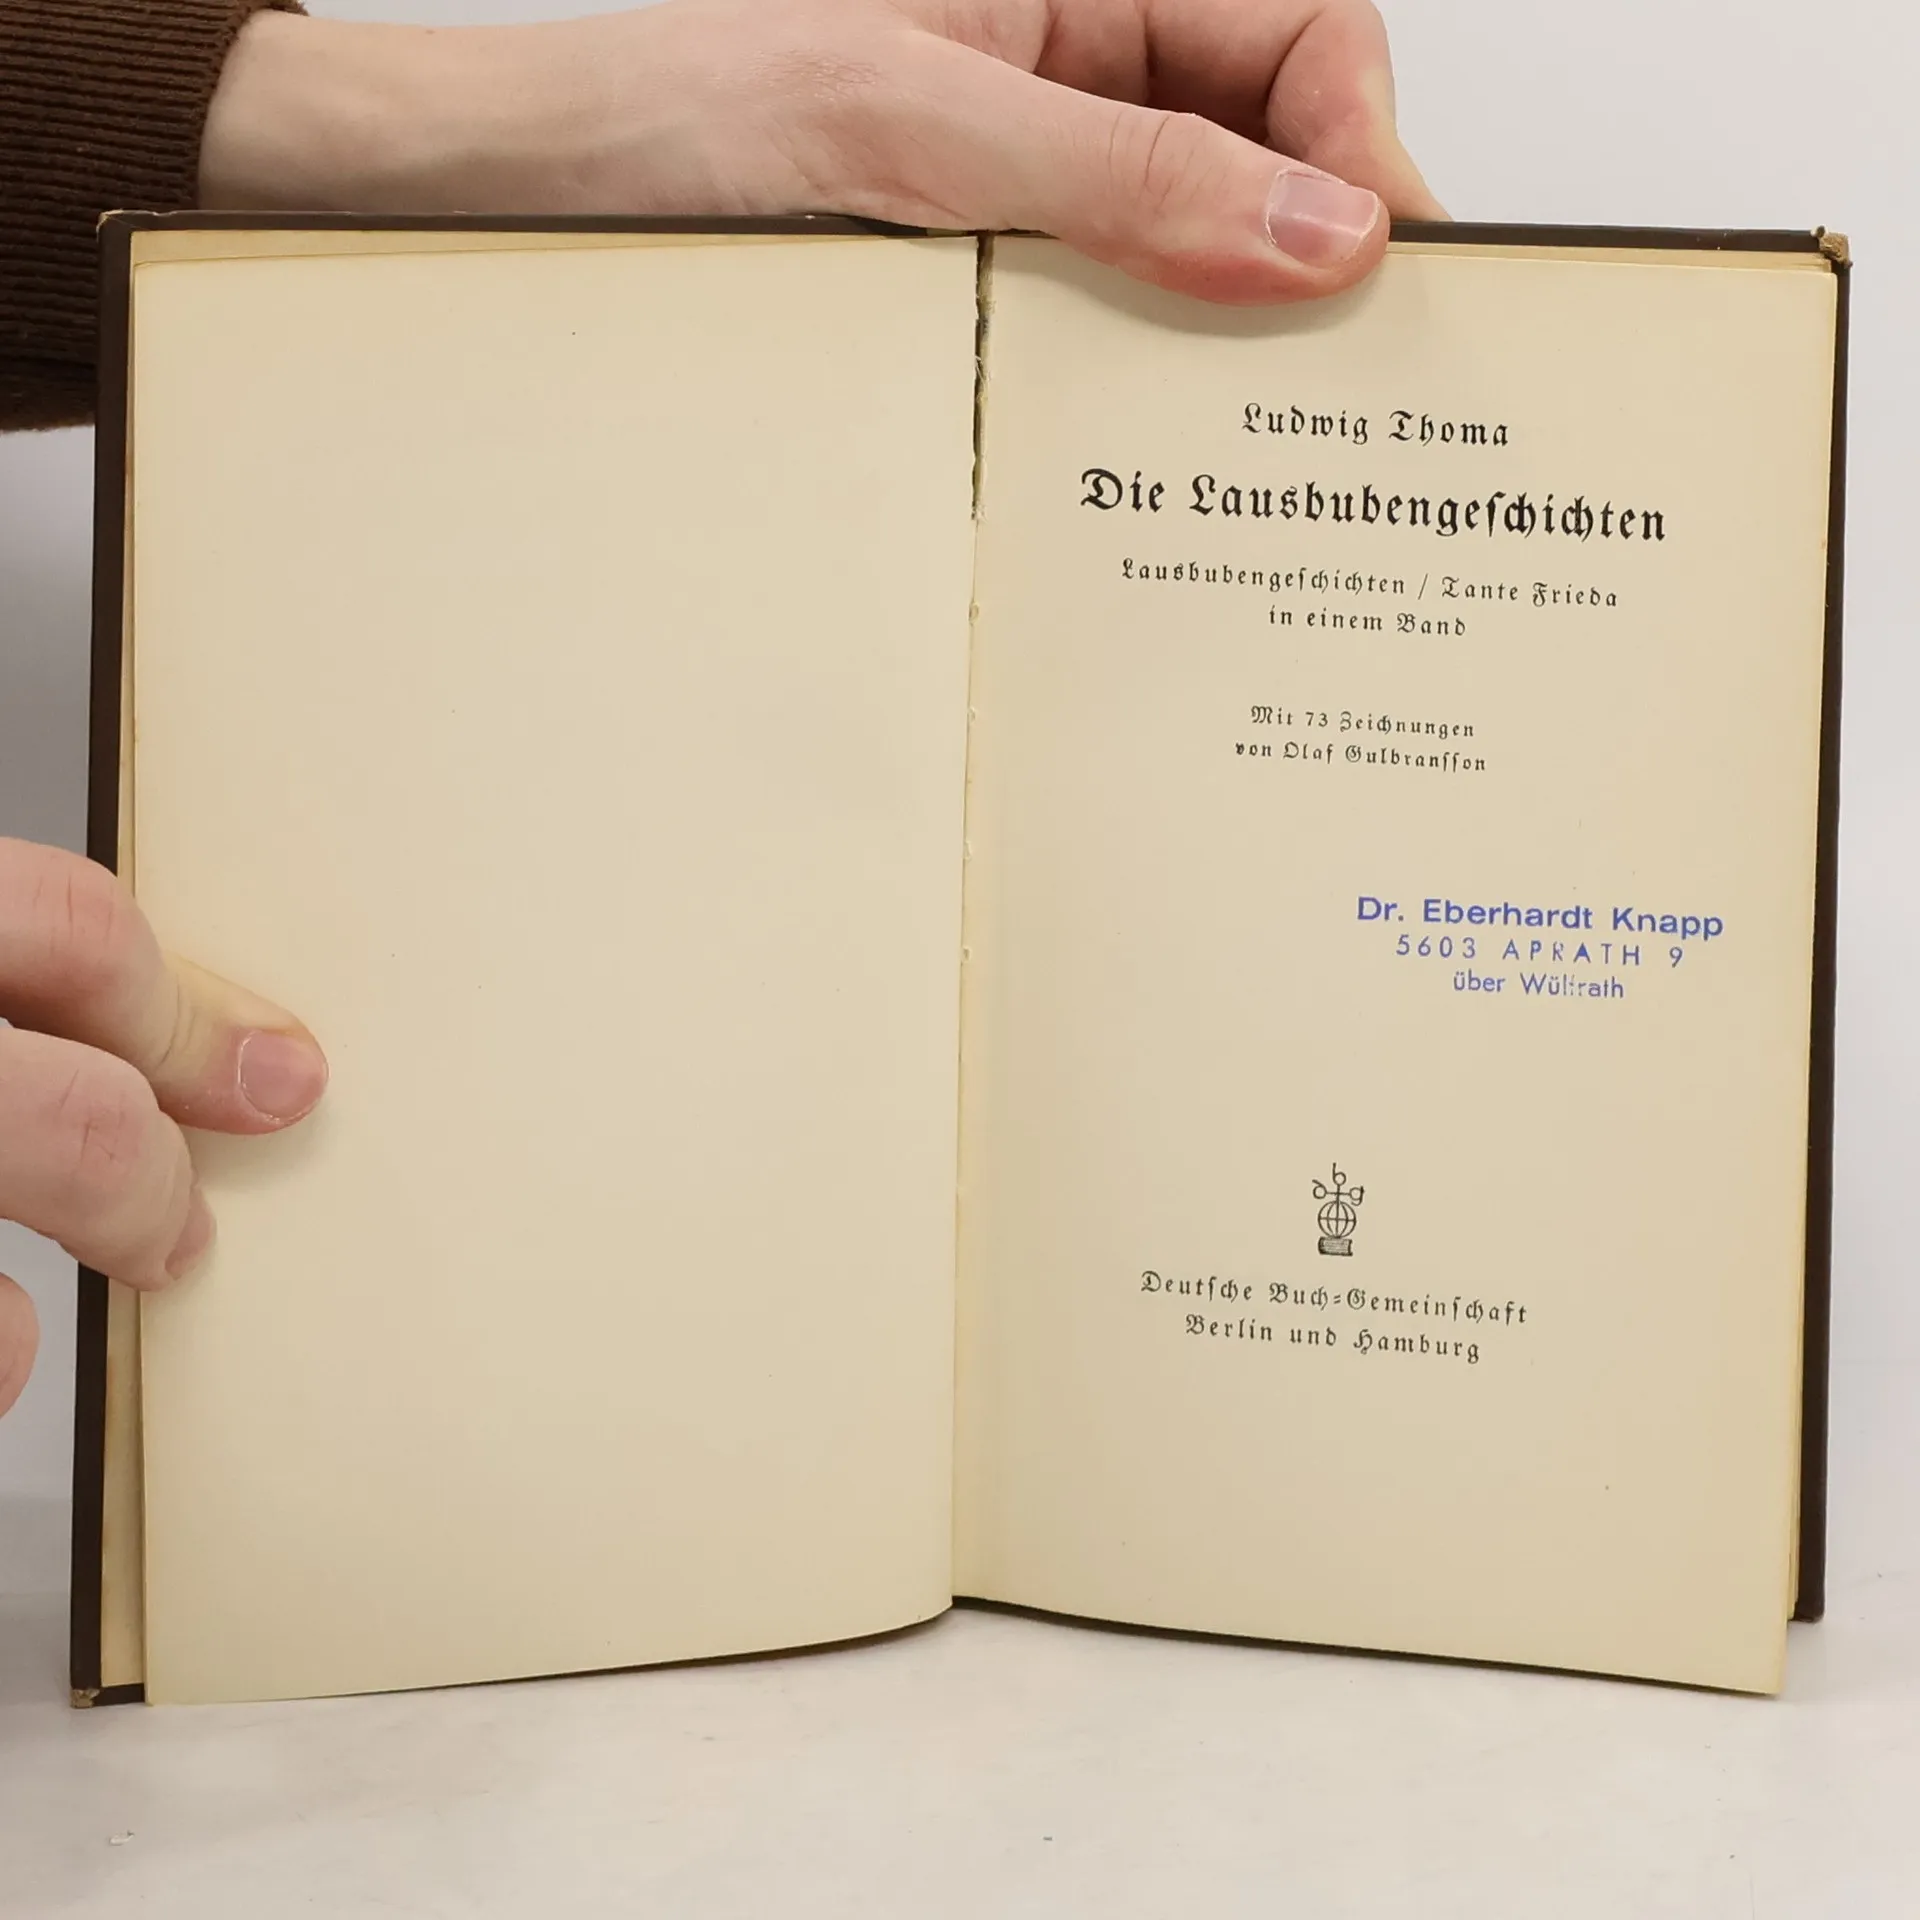 Ludwig Thoma
Die Lausbubengeſchichten
Lausbubengeſchichten / Tante Frieda
in einem Band
Mit 73 Zeichnungen
von Olaf Gulbranſſon
Dr. Eberhardt Knapp
5603 APRATH 9
über Wülfrath
dbg
Deutſche Buch-Gemeinſchaft
Berlin und Hamburg